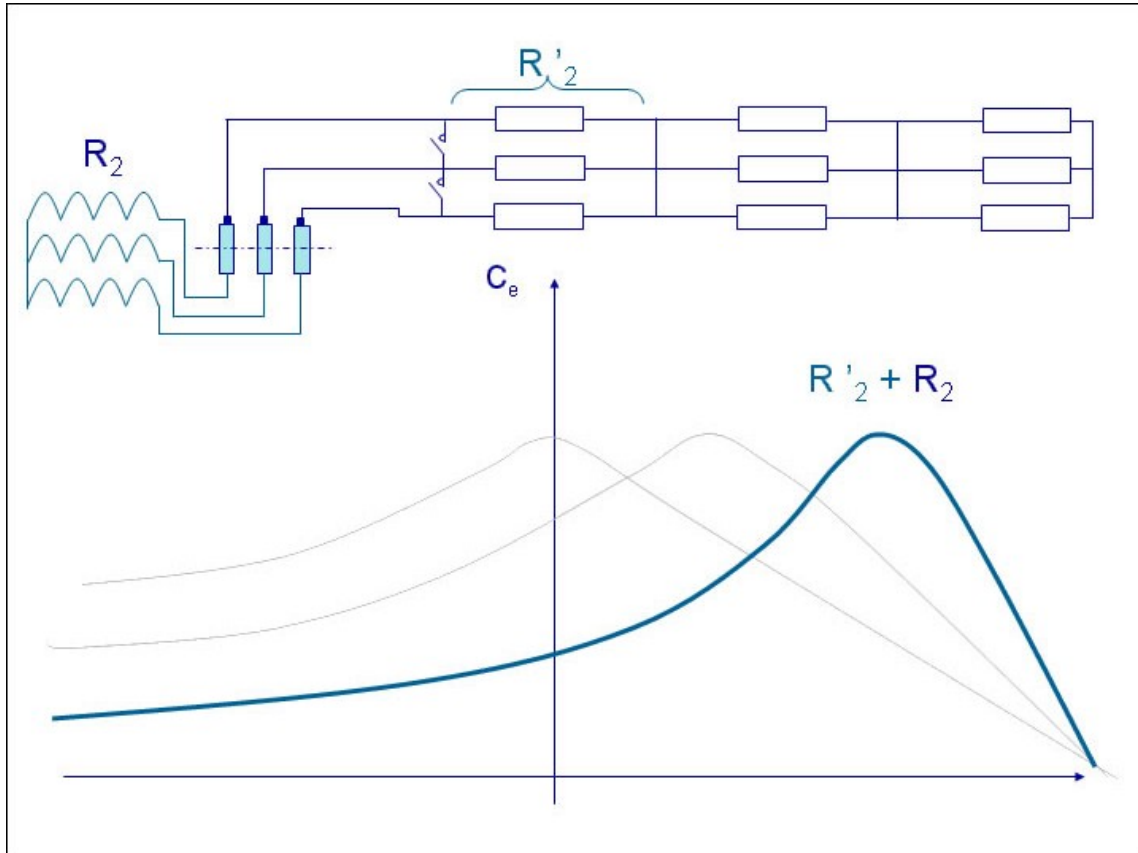 R '₂
R₂
Cₑ
R '₂ + R₂